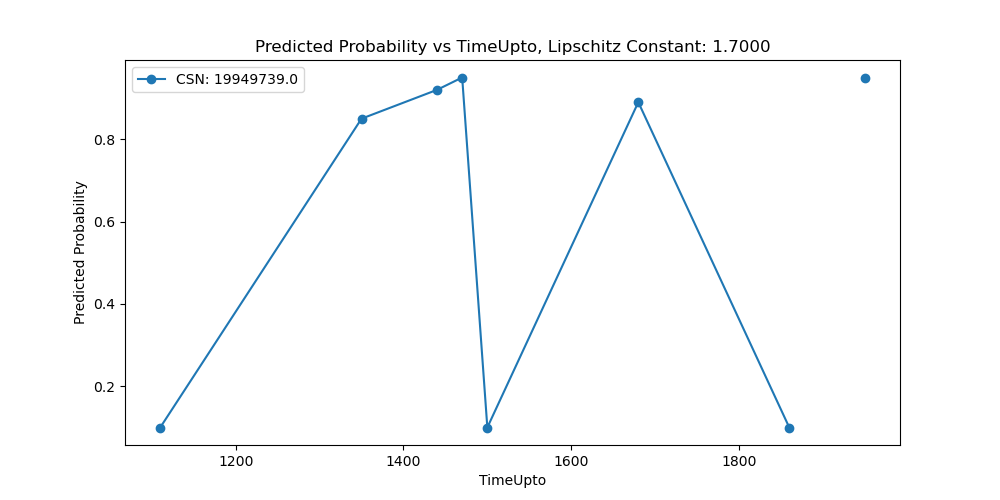 Predicted Probability vs TimeUpto, Lipschitz Constant: 1.7000
CSN: 19949739.0
0.8
0.6
0.4
0.2
Predicted Probability
1200 1400 1600 1800
TimeUpto